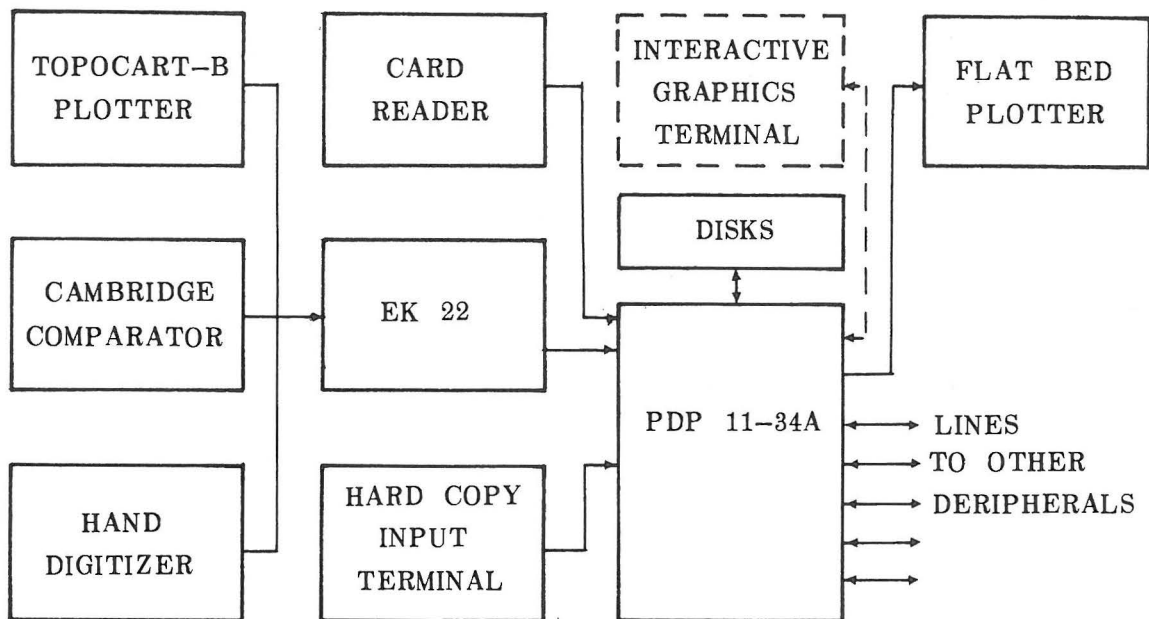 TOPOCART-B
PLOTTER
CARD
READER
INTERACTIVE
GRAPHICS
TERMINAL
FLAT BED
PLOTTER
DISKS
CAMBRIDGE
COMPARATOR
EK 22
PDP 11-34A
LINES
TO OTHER
DERIPHERALS
HAND
DIGITIZER
HARD COPY
INPUT
TERMINAL